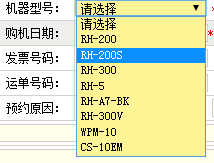 机器型号: 请选择
购机日期: 请选择
RH-200
发票号码: RH-200S
RH-300
运单号码: RH-5
RH-A7-BK
预约原因: RH-300V
WPM-10
CS-10EM